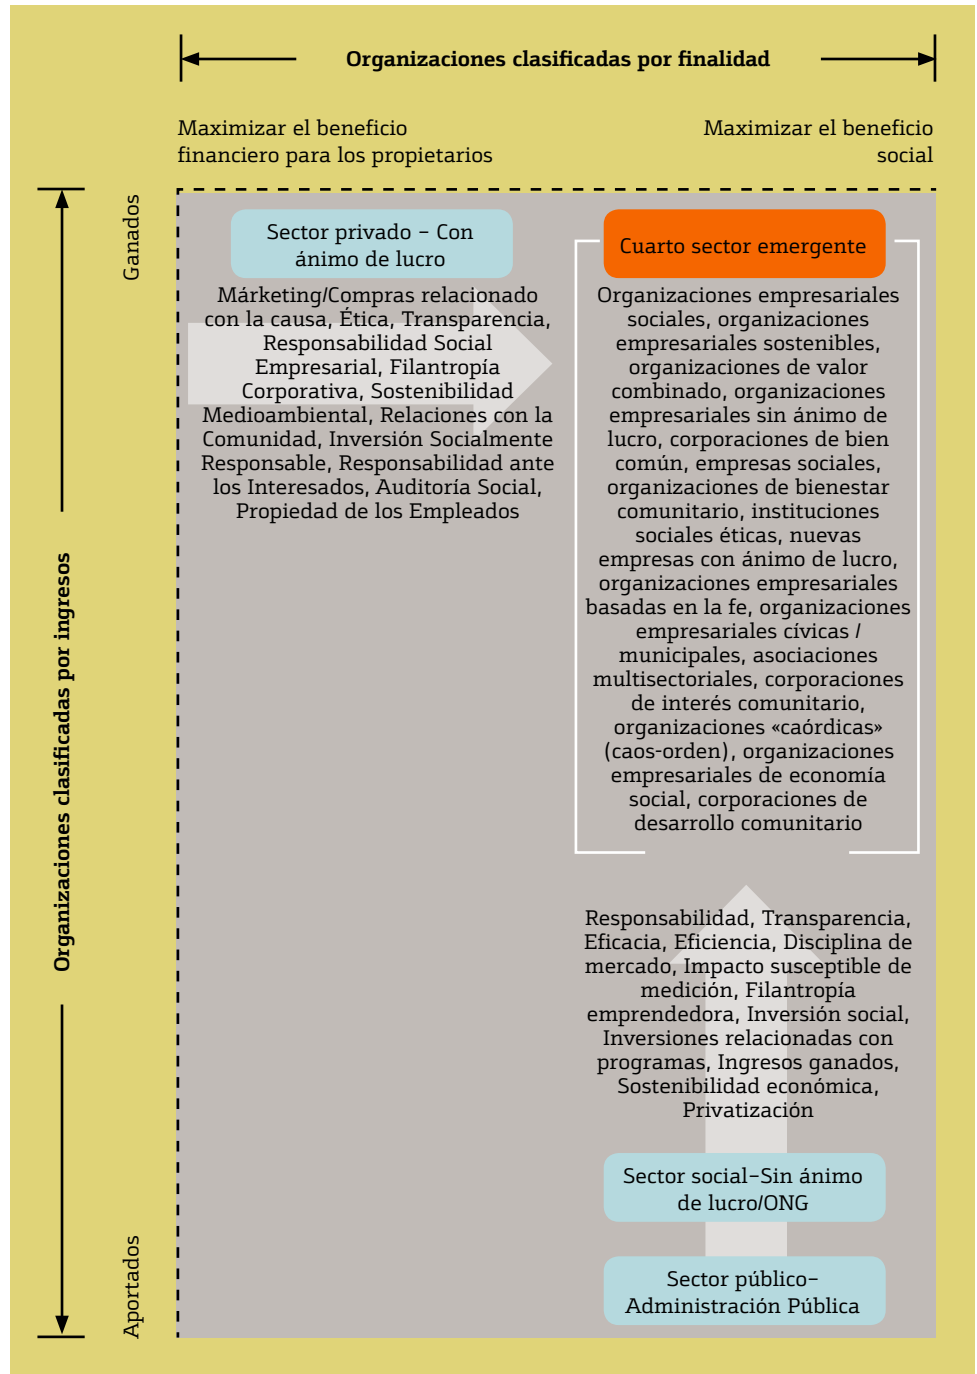 Organizaciones clasificadas por finalidad
Maximizar el beneficio
financiero para los propietarios
Maximizar el beneficio
social
Organizaciones clasificadas por ingresos
Ganados
Aportados
Sector privado – Con
ánimo de lucro
Márketing/Compras relacionado
con la causa, Ética, Transparencia,
Responsabilidad Social
Empresarial, Filantropía
Corporativa, Sostenibilidad
Medioambiental, Relaciones con la
Comunidad, Inversión Socialmente
Responsable, Responsabilidad ante
los Interesados, Auditoría Social,
Propiedad de los Empleados
Cuarto sector emergente
Organizaciones empresariales
sociales, organizaciones
empresariales sostenibles,
organizaciones de valor
combinado, organizaciones
empresariales sin ánimo de
lucro, corporaciones de bien
común, empresas sociales,
organizaciones de bienestar
comunitario, instituciones
sociales éticas, nuevas
empresas con ánimo de lucro,
organizaciones empresariales
basadas en la fe, organizaciones
empresariales cívicas /
municipales, asociaciones
multisectoriales, corporaciones
de interés comunitario,
organizaciones «caórdicas»
(caos-orden), organizaciones
empresariales de economía
social, corporaciones de
desarrollo comunitario
Responsabilidad, Transparencia,
Eficacia, Eficiencia, Disciplina de
mercado, Impacto susceptible de
medición, Filantropía
emprendedora, Inversión social,
Inversiones relacionadas con
programas, Ingresos ganados,
Sostenibilidad económica,
Privatización
Sector social–Sin ánimo
de lucro/ONG
Sector público–
Administración Pública